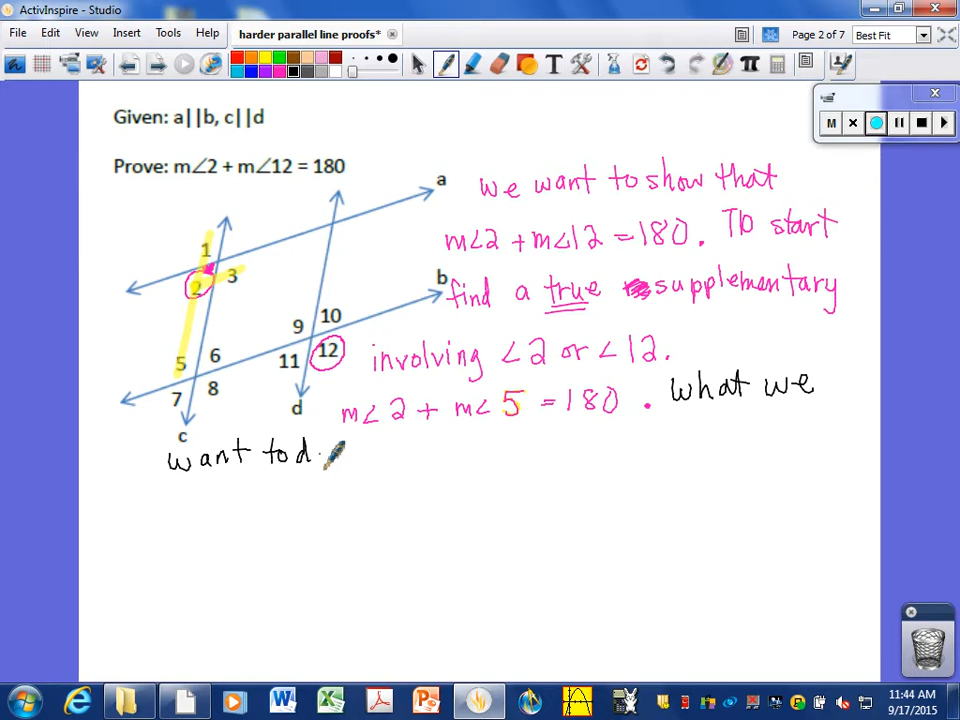 ActivInspire - Studio
File Edit View Insert Tools Help harder parallel line proofs* Page 2 of 7 Best Fit
Given: a||b, c||d
M
Prove: m∠2 + m∠12 = 180
a
we want to show that
1
m∠2 + m∠12 = 180. TO start
2 3
b
find a true supplementary
9 10
5 6
11 12
involving ∠2 or ∠12.
7 8
d
m∠2 + m∠5 = 180. what we
c
want to d
11:44 AM
9/17/2015